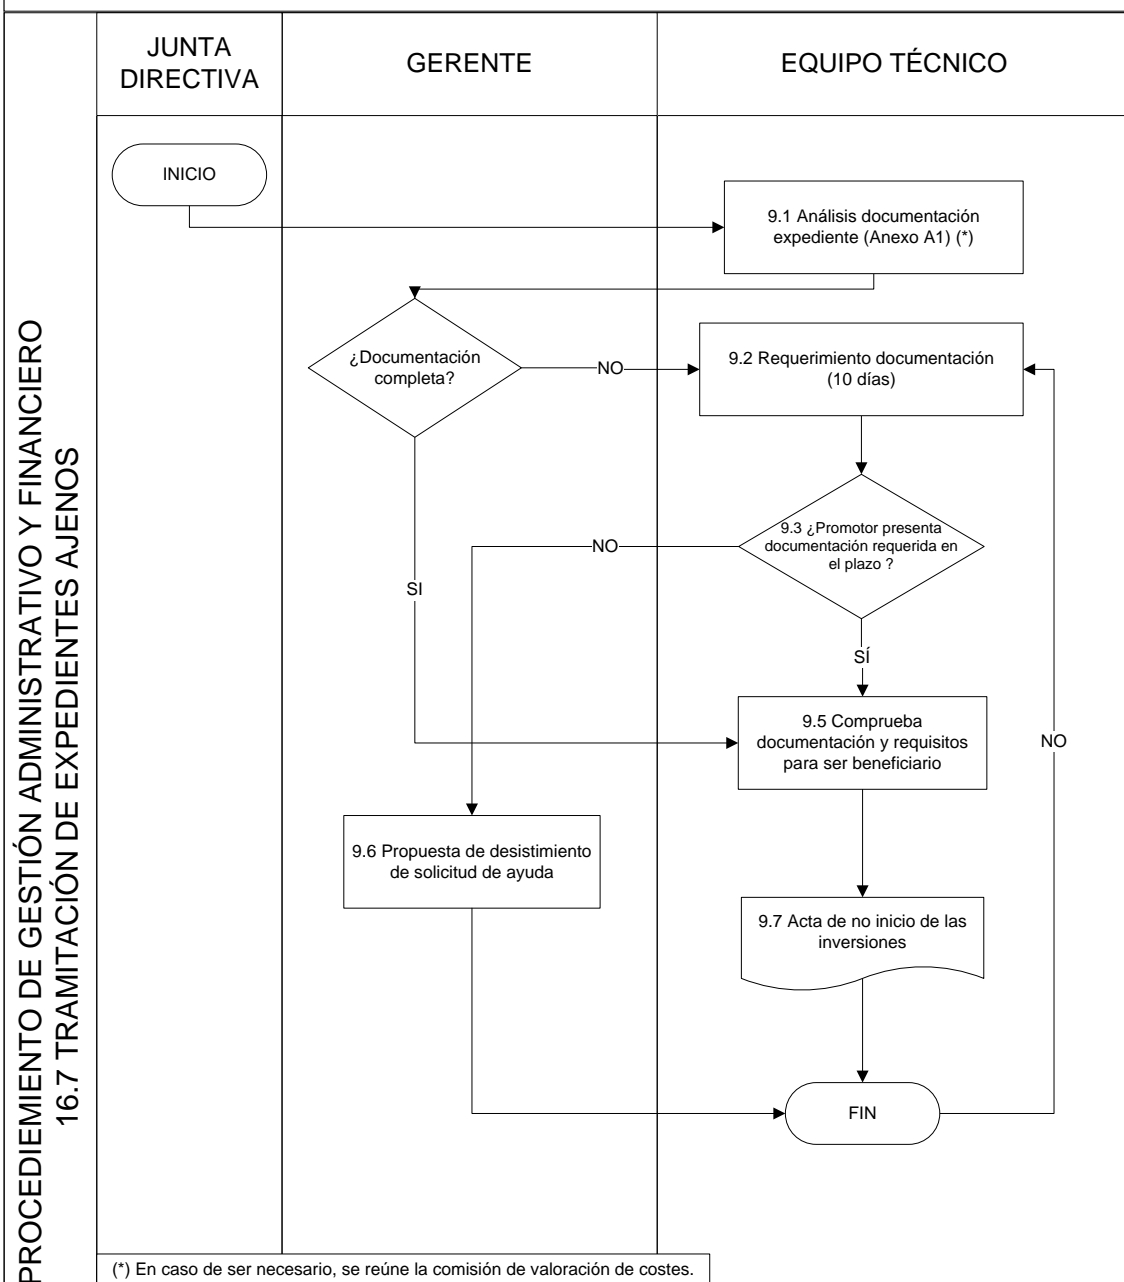 PROCEDIEMIENTO DE GESTIÓN ADMINISTRATIVO Y FINANCIERO
16.7 TRAMITACIÓN DE EXPEDIENTES AJENOS
JUNTA
DIRECTIVA
GERENTE
EQUIPO TÉCNICO
INICIO
9.1 Análisis documentación
expediente (Anexo A1) (*)
¿Documentación
completa?
NO
9.2 Requerimiento documentación
(10 días)
9.3 ¿Promotor presenta
documentación requerida en
el plazo ?
NO
SI
SÍ
9.5 Comprueba
documentación y requisitos
para ser beneficiario
NO
9.6 Propuesta de desistimiento
de solicitud de ayuda
9.7 Acta de no inicio de las
inversiones
FIN
(*) En caso de ser necesario, se reúne la comisión de valoración de costes.